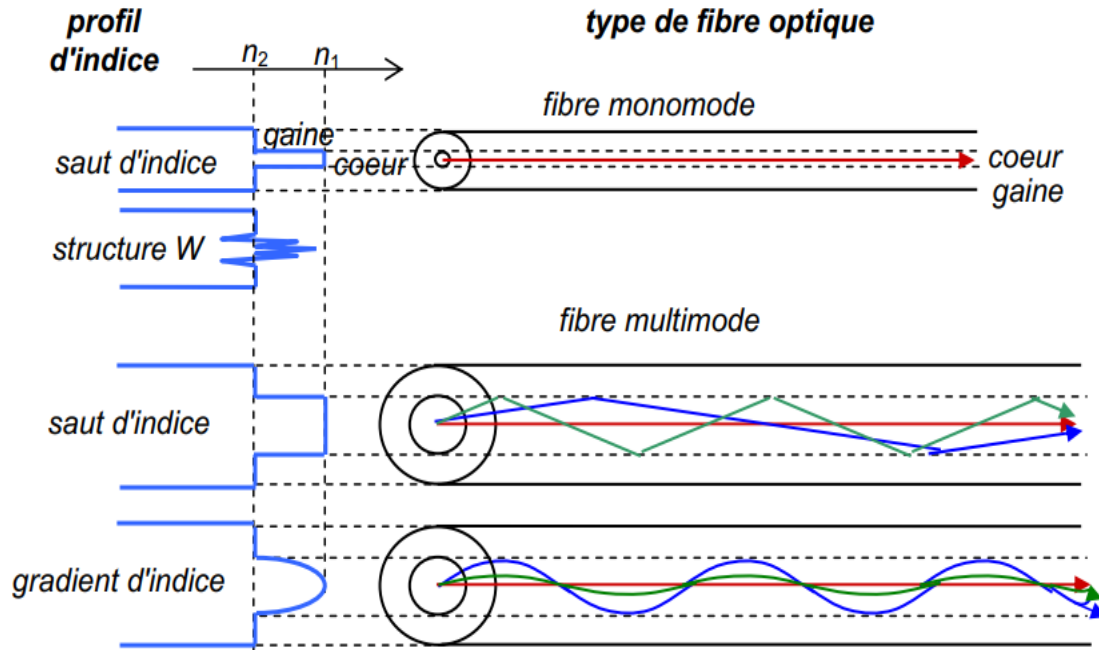 profil
d'indice
n2
n1
type de fibre optique
fibre monomode
gaine
saut d'indice
coeur
coeur
gaine
structure W
fibre multimode
saut d'indice
gradient d'indice